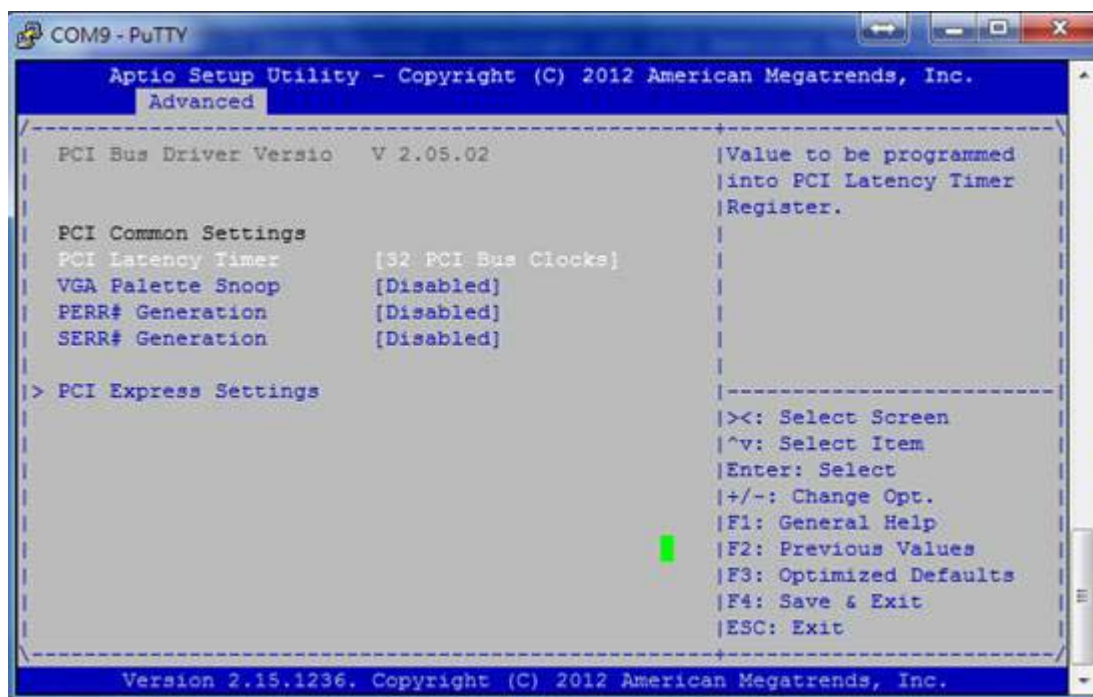 COM9 - PuTTY
Aptio Setup Utility - Copyright (C) 2012 American Megatrends, Inc.
Advanced
PCI Bus Driver Versio V 2.05.02
PCI Common Settings
PCI Latency Timer [32 PCI Bus Clocks]
VGA Palette Snoop [Disabled]
PERR# Generation [Disabled]
SERR# Generation [Disabled]
> PCI Express Settings
Value to be programmed
into PCI Latency Timer
Register.
><: Select Screen
^v: Select Item
Enter: Select
+/-: Change Opt.
F1: General Help
F2: Previous Values
F3: Optimized Defaults
F4: Save & Exit
ESC: Exit
Version 2.15.1236. Copyright (C) 2012 American Megatrends, Inc.